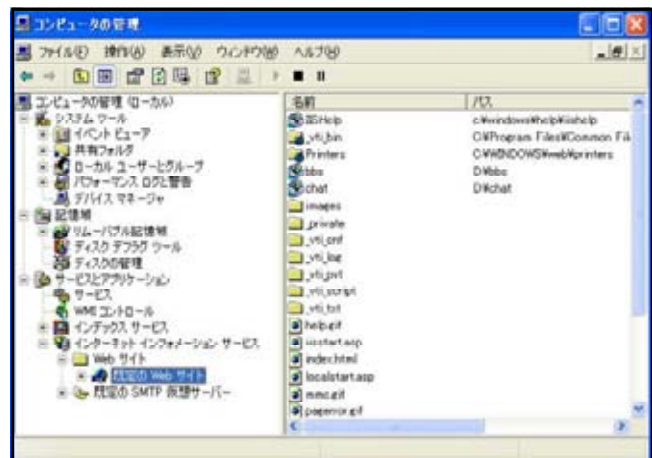 コンピュータの管理
ファイル(F) 操作(A) 表示(V) ウィンドウ(W) ヘルプ(H)
コンピュータの管理 (ローカル)
システム ツール
イベント ビューア
共有フォルダ
ローカル ユーザーとグループ
パフォーマンス ログと警告
デバイス マネージャ
記憶域
リムーバブル記憶域
ディスク デフラグ ツール
ディスクの管理
サービスとアプリケーション
サービス
WMI コントロール
インデックス サービス
インターネット インフォメーション サービス
Web サイト
既定の Web サイト
既定の SMTP 仮想サーバー
名前 パス
IISHelp c:¥windows¥help¥iishelp
_vti_bin C:¥Program Files¥Common Fil
Printers C:¥WINDOWS¥web¥printers
bbs D:¥bbs
chat D:¥chat
images
_private
_vti_cnf
_vti_log
_vti_pvt
_vti_script
_vti_txt
help.gif
iisstart.asp
index.html
localstart.asp
mmc.gif
pagerror.gif